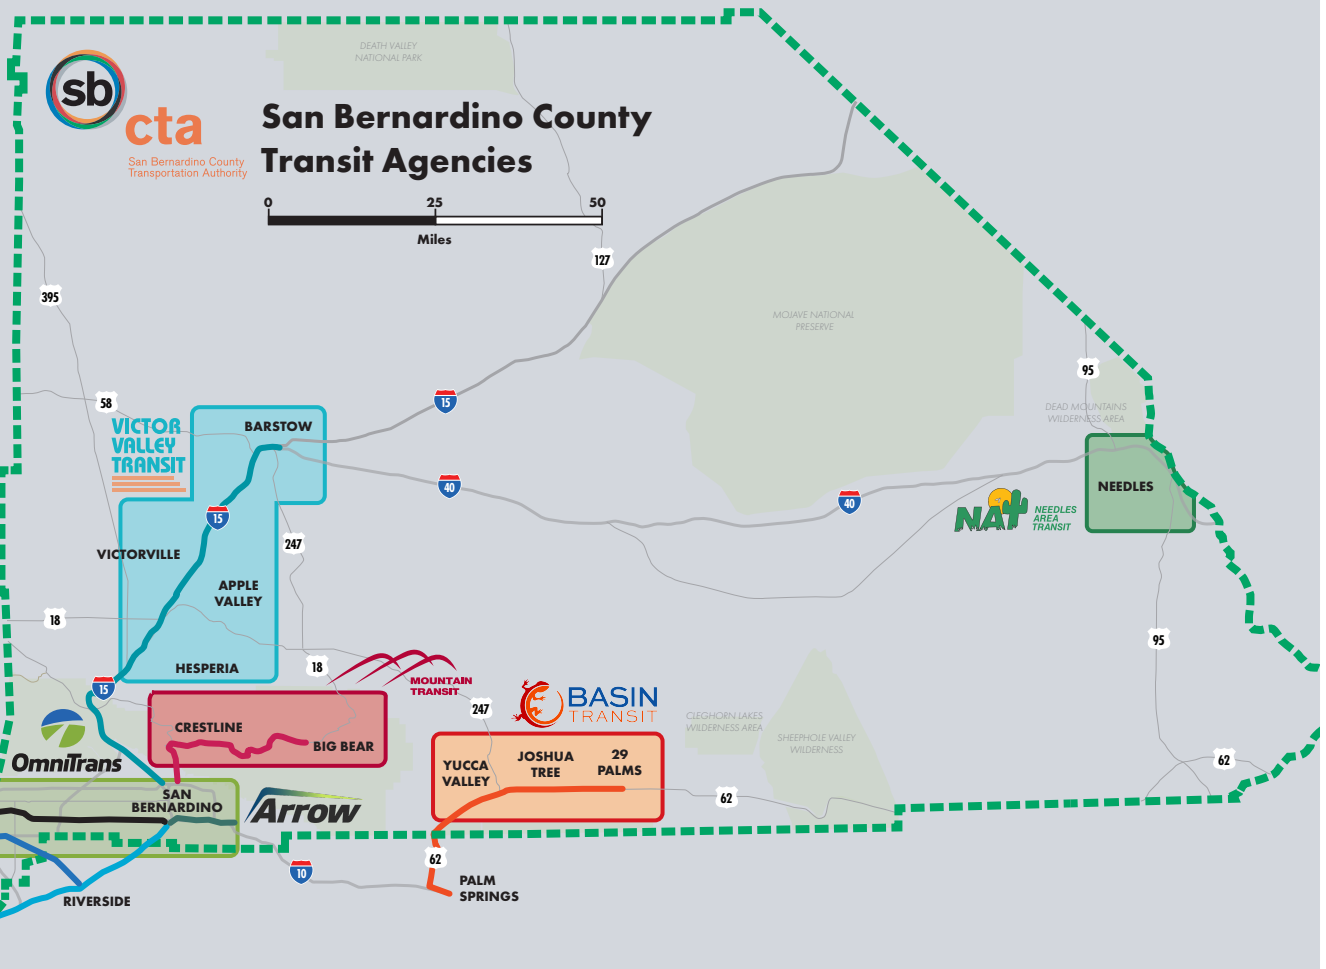 DEATH VALLEY
NATIONAL PARK
sb
cta
San Bernardino County
Transportation Authority
San Bernardino County
Transit Agencies
0 25 50
Miles
127
395
MOJAVE NATIONAL
PRESERVE
95
58
15
DEAD MOUNTAINS
WILDERNESS AREA
VICTOR
VALLEY
TRANSIT
BARSTOW
40
40
NEEDLES
NAT
NEEDLES
AREA
TRANSIT
15
247
VICTORVILLE
APPLE
VALLEY
18
95
HESPERIA
18
15
MOUNTAIN
TRANSIT
247
BASIN
TRANSIT
CLEGHORN LAKES
WILDERNESS AREA
SHEEPHOLE VALLEY
WILDERNESS
CRESTLINE
BIG BEAR
OmniTrans
YUCCA
VALLEY
JOSHUA
TREE
29
PALMS
62
62
SAN
BERNARDINO
Arrow
62
10
PALM
SPRINGS
RIVERSIDE